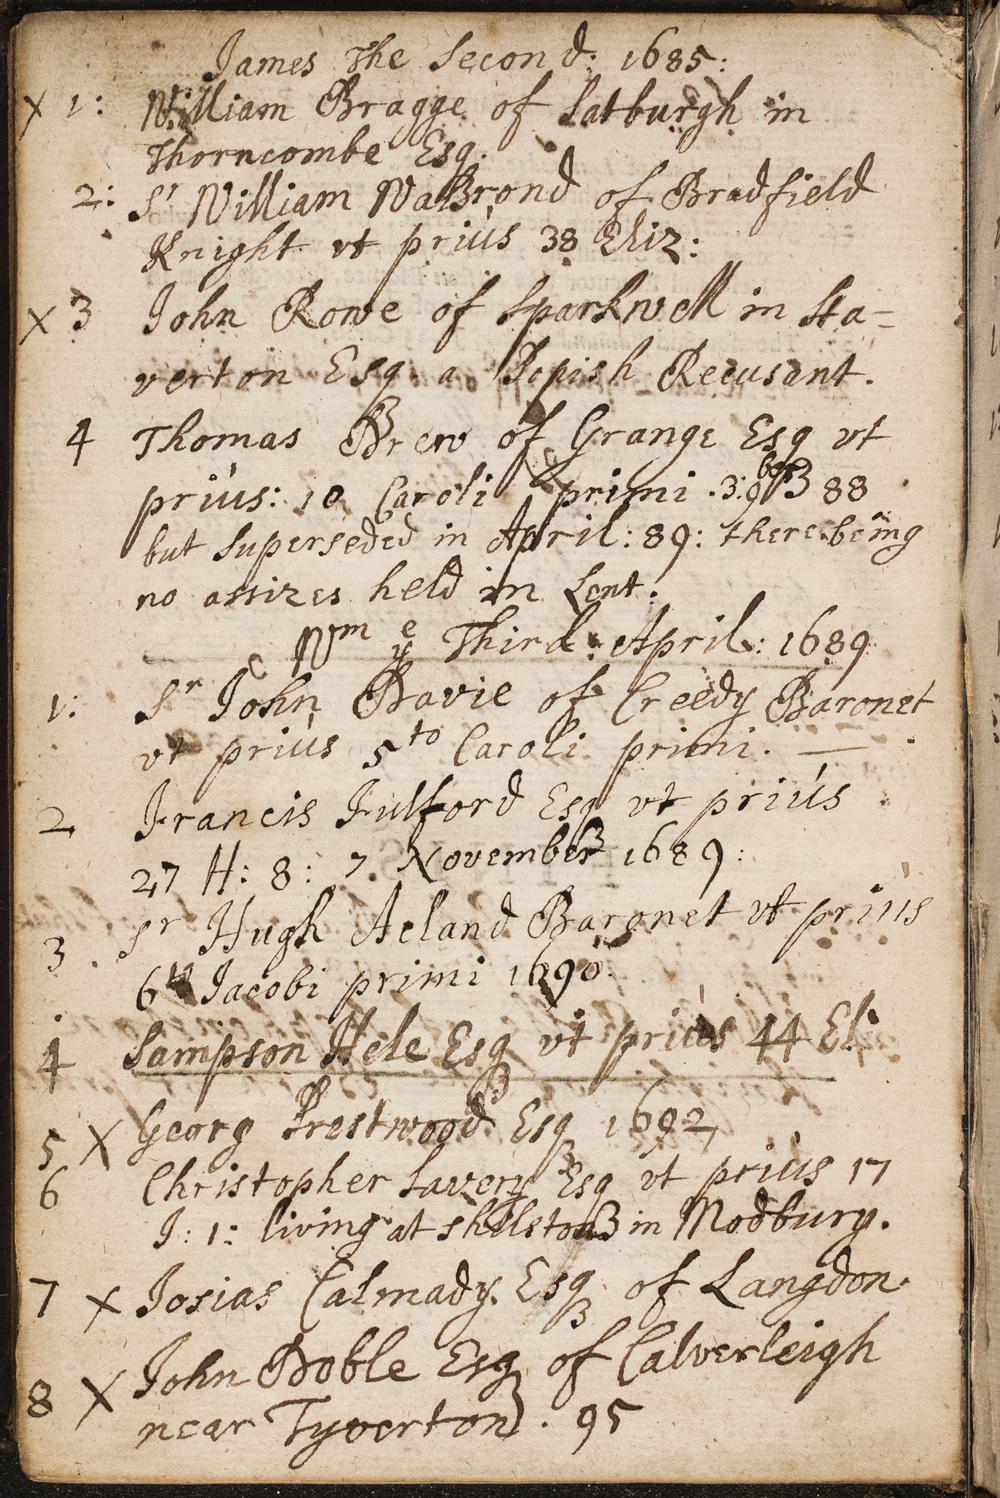 James the Second: 1685:
x 1: William Bragge of Satburgh in
Thorncombe Esq.
2: Sr William Walrond of Bradfield
Knight vt prius 38 Eliz:
x 3 John Rowe of Sparkwell in Sta=
verton Esq a Popish Recusant.
4 Thomas Drew of Grange Esq vt
prius: 10 Caroli primi .3: 9ber 88
but Superseded in April: 89: there being
no assizes held in Lent.
Wm ye Third April: 1689
1: Sr John Davie of Creedy Baronet
vt prius 5to Caroli primi.
2 Francis Fulford Esq vt prius
27 H: 8: 7 November 1689:
3 Sr Hugh Acland Baronet vt prius
6to Jacobi primi 1690.
4 Sampson Hele Esq vt prius 44 El:
5 x Georg Prestwood Esq 1692
6 Christopher Savery Esq vt prius 17
J: 1: living at Shilston in Modbury.
7 x Josias Calmady Esq of Langdon.
8 x John Doble Esq of Calverleigh
near Tyverton. 95